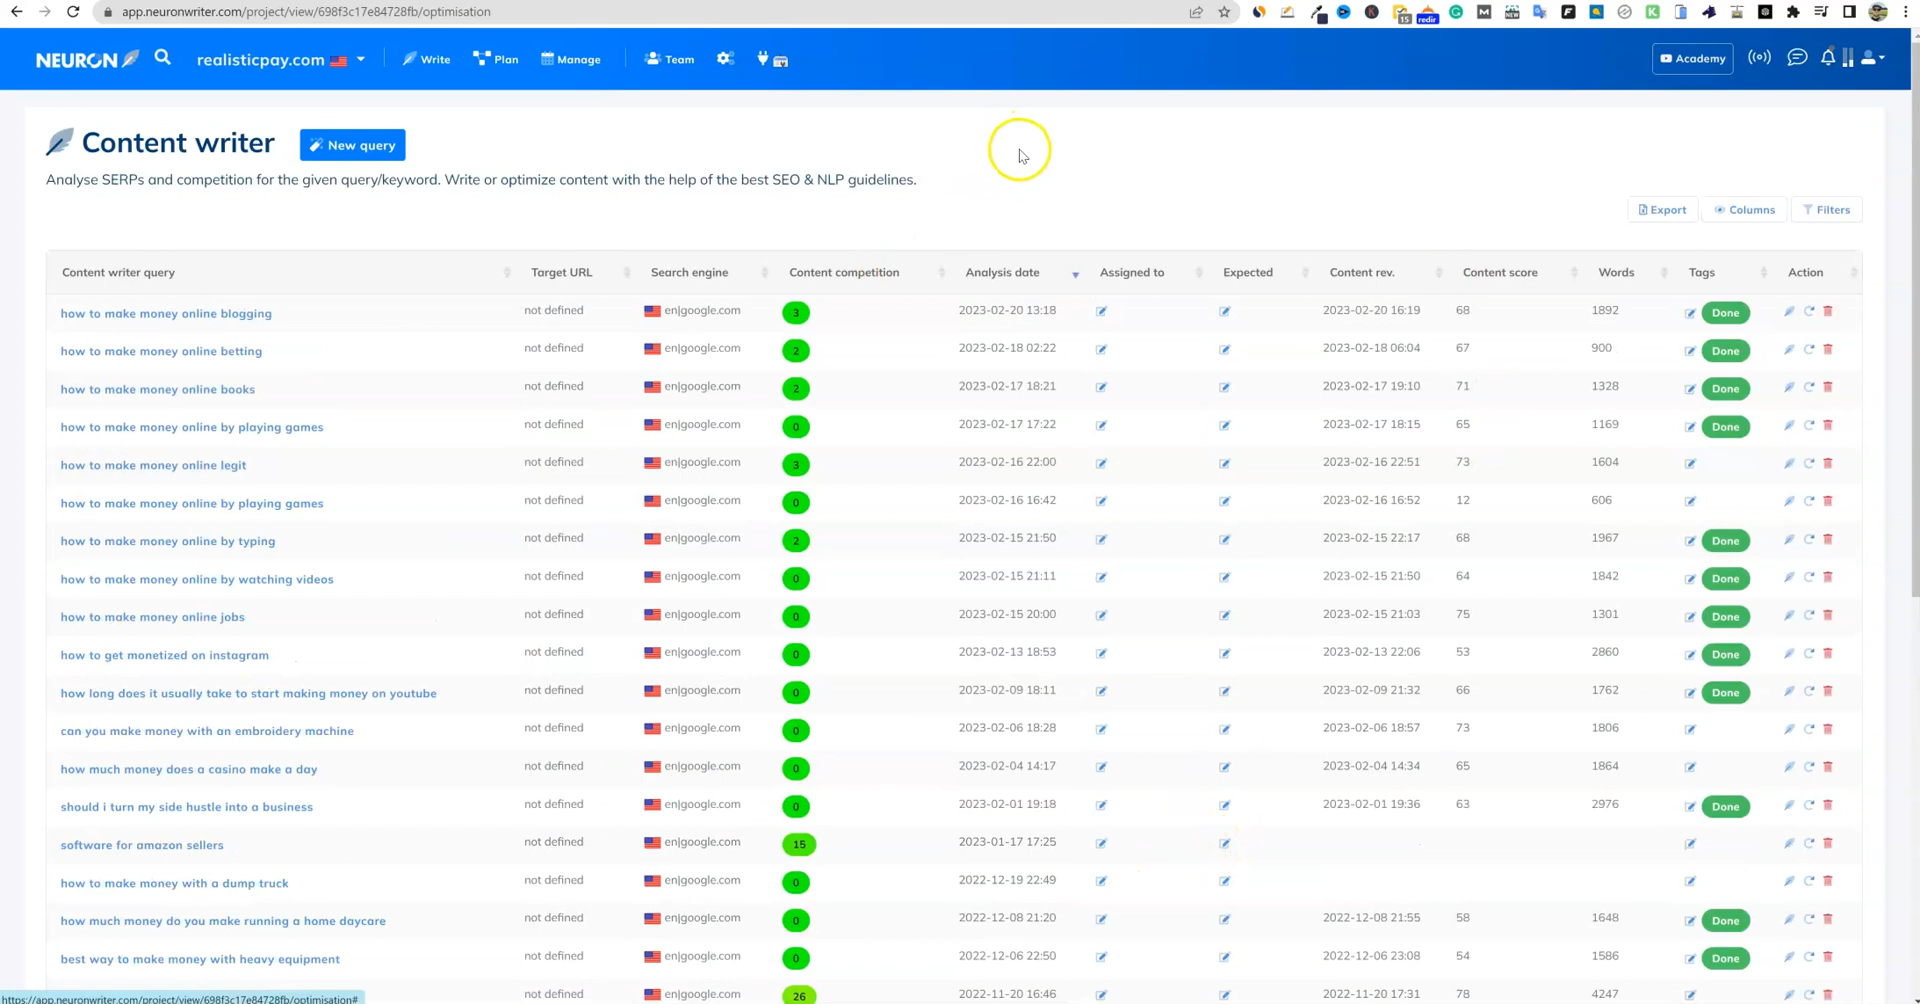 app.neuronwriter.com/project/view/698f3c17e84728fb/optimisation
15
redir
NEW
NEURON
realisticpay.com
Write
Plan
Manage
Team
Academy
Content writer
New query
Analyse SERPs and competition for the given query/keyword. Write or optimize content with the help of the best SEO & NLP guidelines.
Export Columns Filters
Content writer query Target URL Search engine Content competition Analysis date Assigned to Expected Content rev. Content score Words Tags Action
how to make money online blogging not defined en|google.com 3 2023-02-20 13:18 2023-02-20 16:19 68 1892 Done
how to make money online betting not defined en|google.com 2 2023-02-18 02:22 2023-02-18 06:04 67 900 Done
how to make money online books not defined en|google.com 2 2023-02-17 18:21 2023-02-17 19:10 71 1328 Done
how to make money online by playing games not defined en|google.com 0 2023-02-17 17:22 2023-02-17 18:15 65 1169 Done
how to make money online legit not defined en|google.com 3 2023-02-16 22:00 2023-02-16 22:51 73 1604
how to make money online by playing games not defined en|google.com 0 2023-02-16 16:42 2023-02-16 16:52 12 606
how to make money online by typing not defined en|google.com 2 2023-02-15 21:50 2023-02-15 22:17 68 1967 Done
how to make money online by watching videos not defined en|google.com 0 2023-02-15 21:11 2023-02-15 21:50 64 1842 Done
how to make money online jobs not defined en|google.com 0 2023-02-15 20:00 2023-02-15 21:03 75 1301 Done
how to get monetized on instagram not defined en|google.com 0 2023-02-13 18:53 2023-02-13 22:06 53 2860 Done
how long does it usually take to start making money on youtube not defined en|google.com 0 2023-02-09 18:11 2023-02-09 21:32 66 1762 Done
can you make money with an embroidery machine not defined en|google.com 0 2023-02-06 18:28 2023-02-06 18:57 73 1806
how much money does a casino make a day not defined en|google.com 0 2023-02-04 14:17 2023-02-04 14:34 65 1864
should i turn my side hustle into a business not defined en|google.com 0 2023-02-01 19:18 2023-02-01 19:36 63 2976 Done
software for amazon sellers not defined en|google.com 15 2023-01-17 17:25
how to make money with a dump truck not defined en|google.com 0 2022-12-19 22:49
how much money do you make running a home daycare not defined en|google.com 0 2022-12-08 21:20 2022-12-08 21:55 58 1648 Done
best way to make money with heavy equipment not defined en|google.com 0 2022-12-06 22:50 2022-12-06 23:08 54 1586 Done
not defined en|google.com 26 2022-11-20 16:46 2022-11-20 17:31 78 4247
https://app.neuronwriter.com/project/view/698f3c17e84728fb/optimisation#